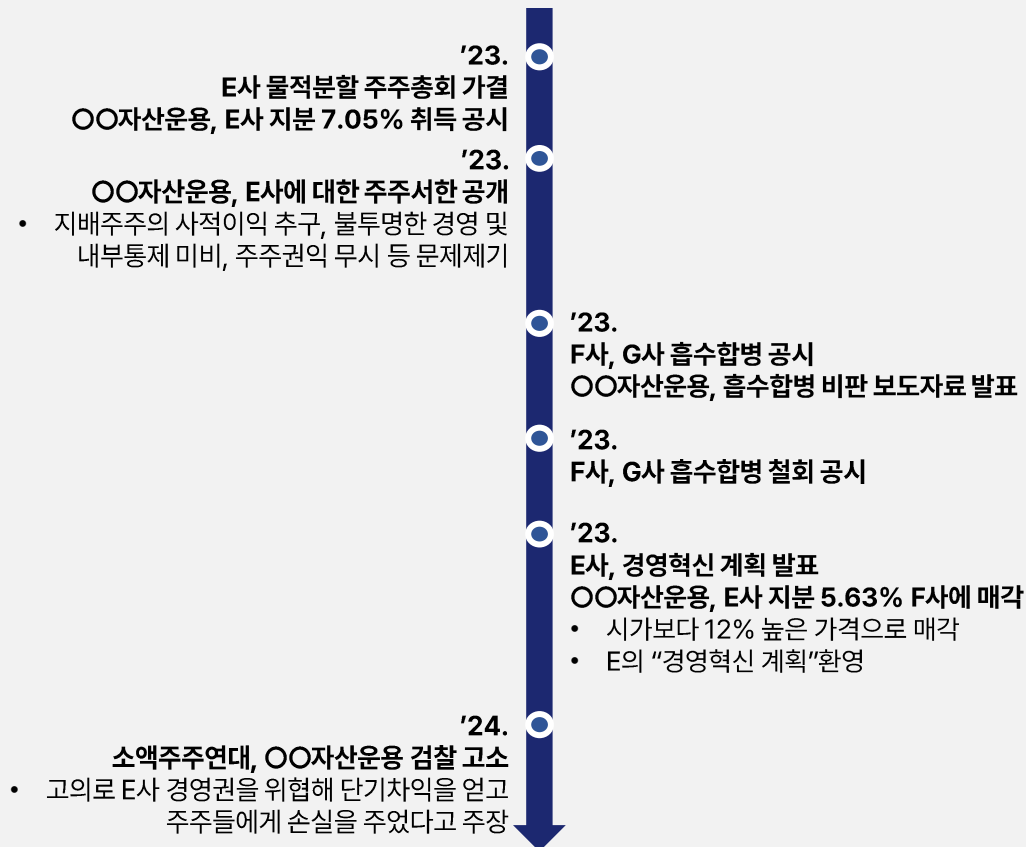 ’23.
E사 물적분할 주주총회 가결
○○자산운용, E사 지분 7.05% 취득 공시
’23.
○○자산운용, E사에 대한 주주서한 공개
• 지배주주의 사적이익 추구, 불투명한 경영 및
내부통제 미비, 주주권익 무시 등 문제제기
’23.
F사, G사 흡수합병 공시
○○자산운용, 흡수합병 비판 보도자료 발표
’23.
F사, G사 흡수합병 철회 공시
’23.
E사, 경영혁신 계획 발표
○○자산운용, E사 지분 5.63% F사에 매각
• 시가보다 12% 높은 가격으로 매각
• E의 “경영혁신 계획”환영
’24.
소액주주연대, ○○자산운용 검찰 고소
• 고의로 E사 경영권을 위협해 단기차익을 얻고
주주들에게 손실을 주었다고 주장